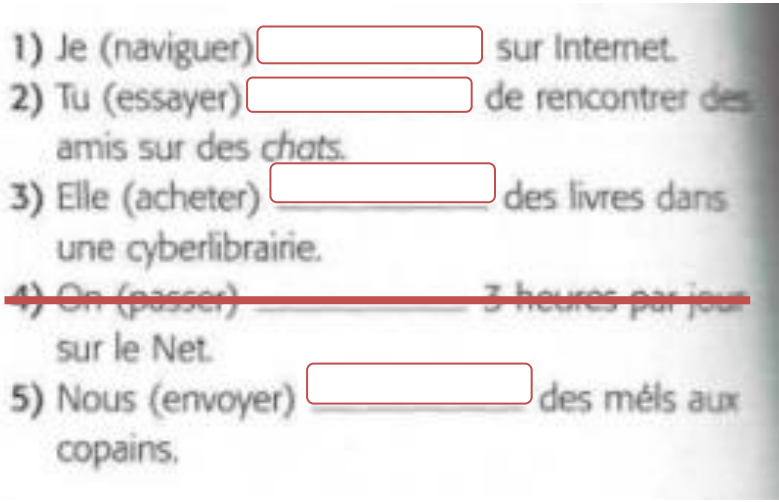 1) Je (naviguer) sur Internet.
2) Tu (essayer) de rencontrer des
amis sur des chats.
3) Elle (acheter) des livres dans
une cyberlibrairie.
4) On (passer) 3 heures par jour
sur le Net.
5) Nous (envoyer) des méls aux
copains.